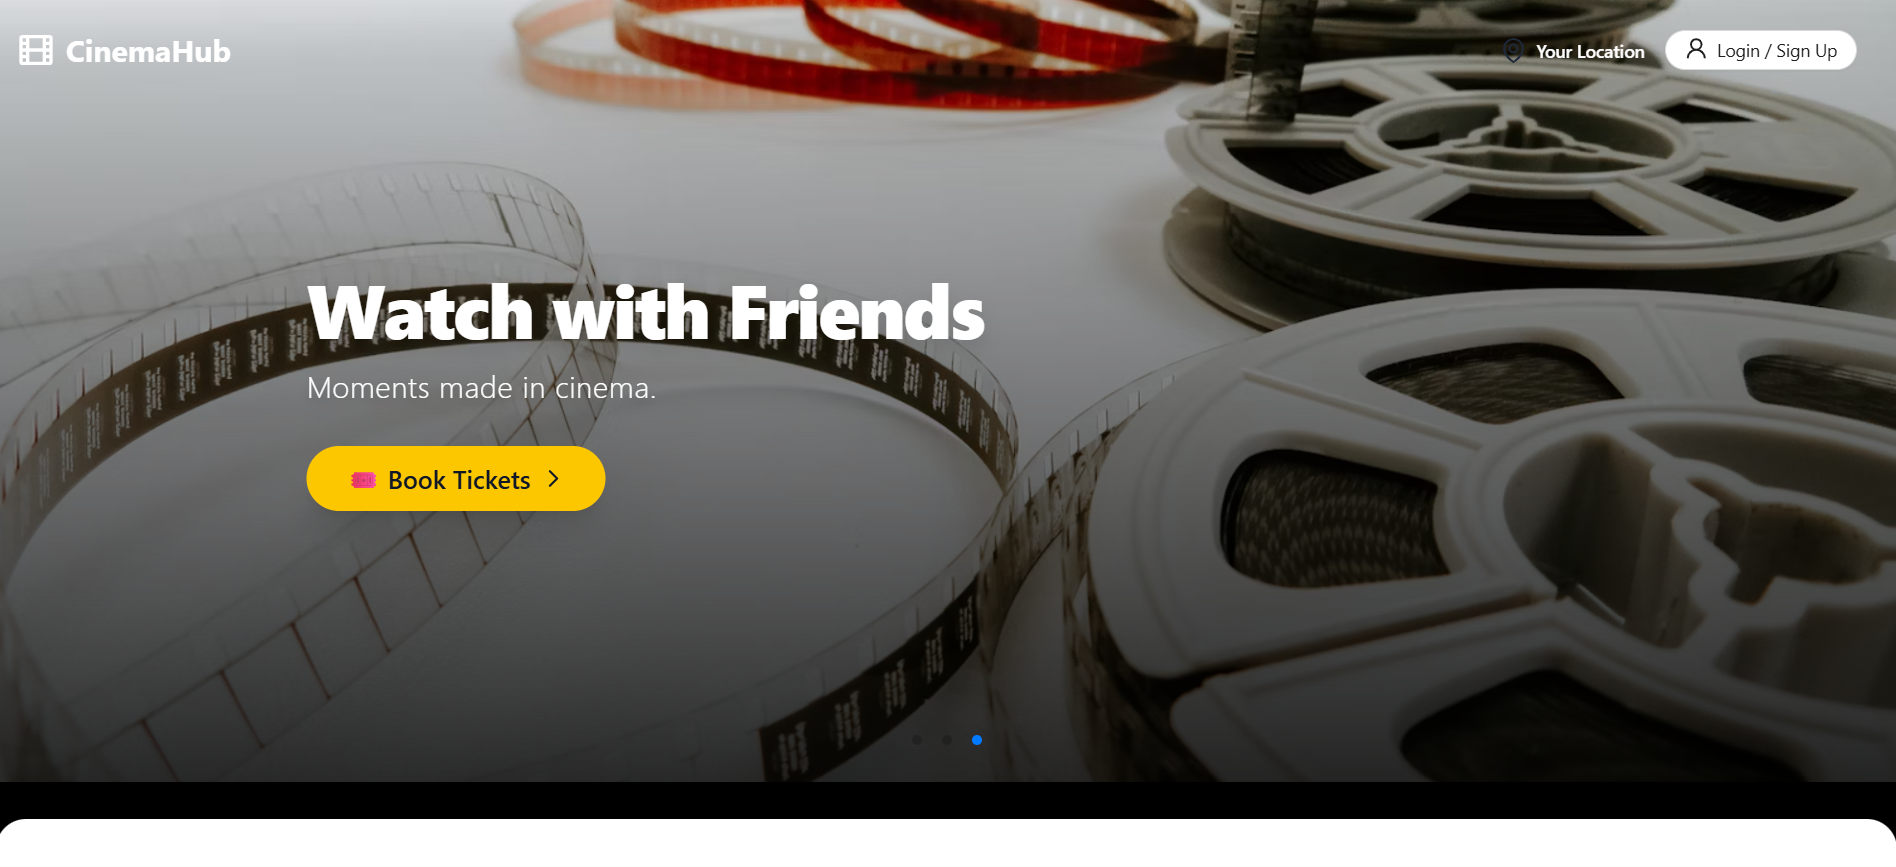 CinemaHub
Your Location
Login / Sign Up
Watch with Friends
Moments made in cinema.
Book Tickets